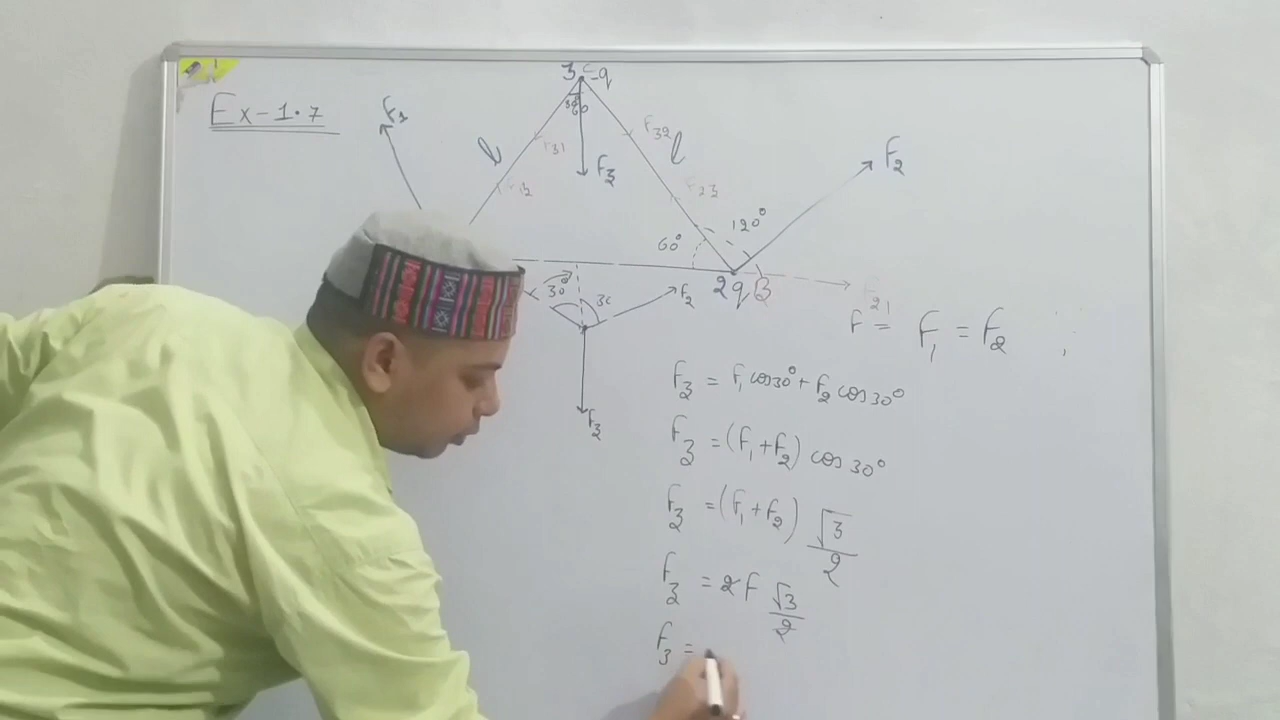 Ex-1.7
F1
3 -q
30
l
F31
F32
l
F3
F13
F23
F2
120°
60°
2q B
F21
30°
30
F2
F3
F = F1 = F2
F3 = F1 cos30° + F2 cos30°
F3 = (F1+F2) cos 30°
F3 = (F1+F2) √3/2
F3 = 2F √3/2
F3 =